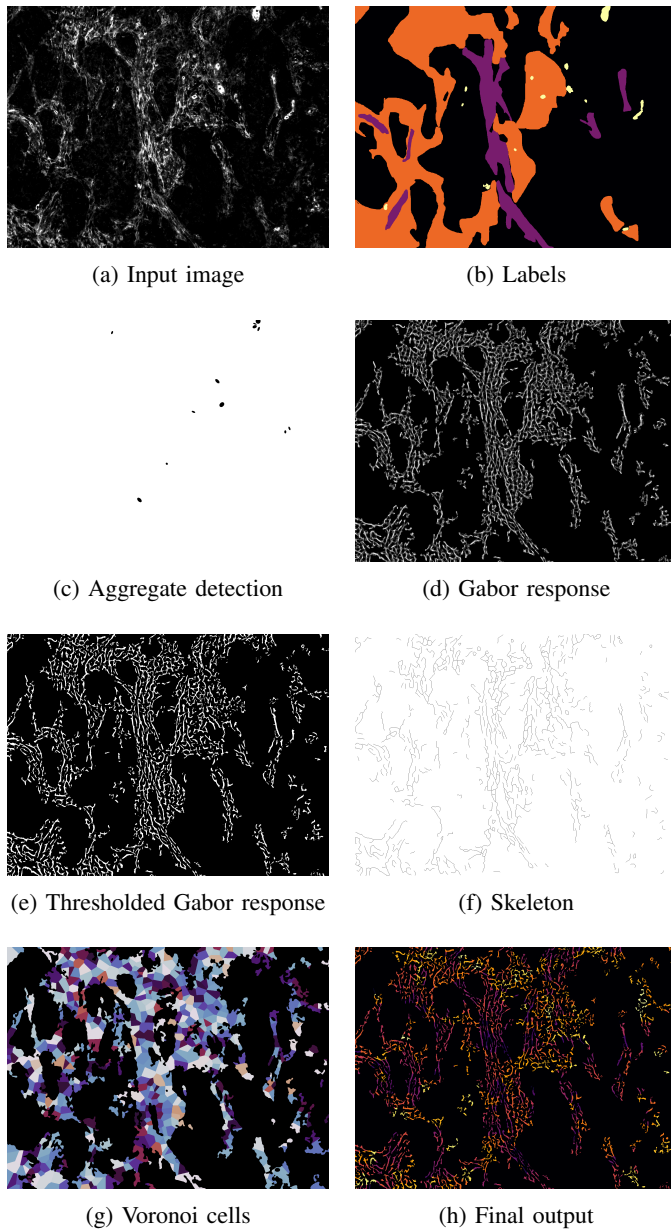 (a) Input image
(b) Labels
(c) Aggregate detection
(d) Gabor response
(e) Thresholded Gabor response
(f) Skeleton
(g) Voronoi cells
(h) Final output